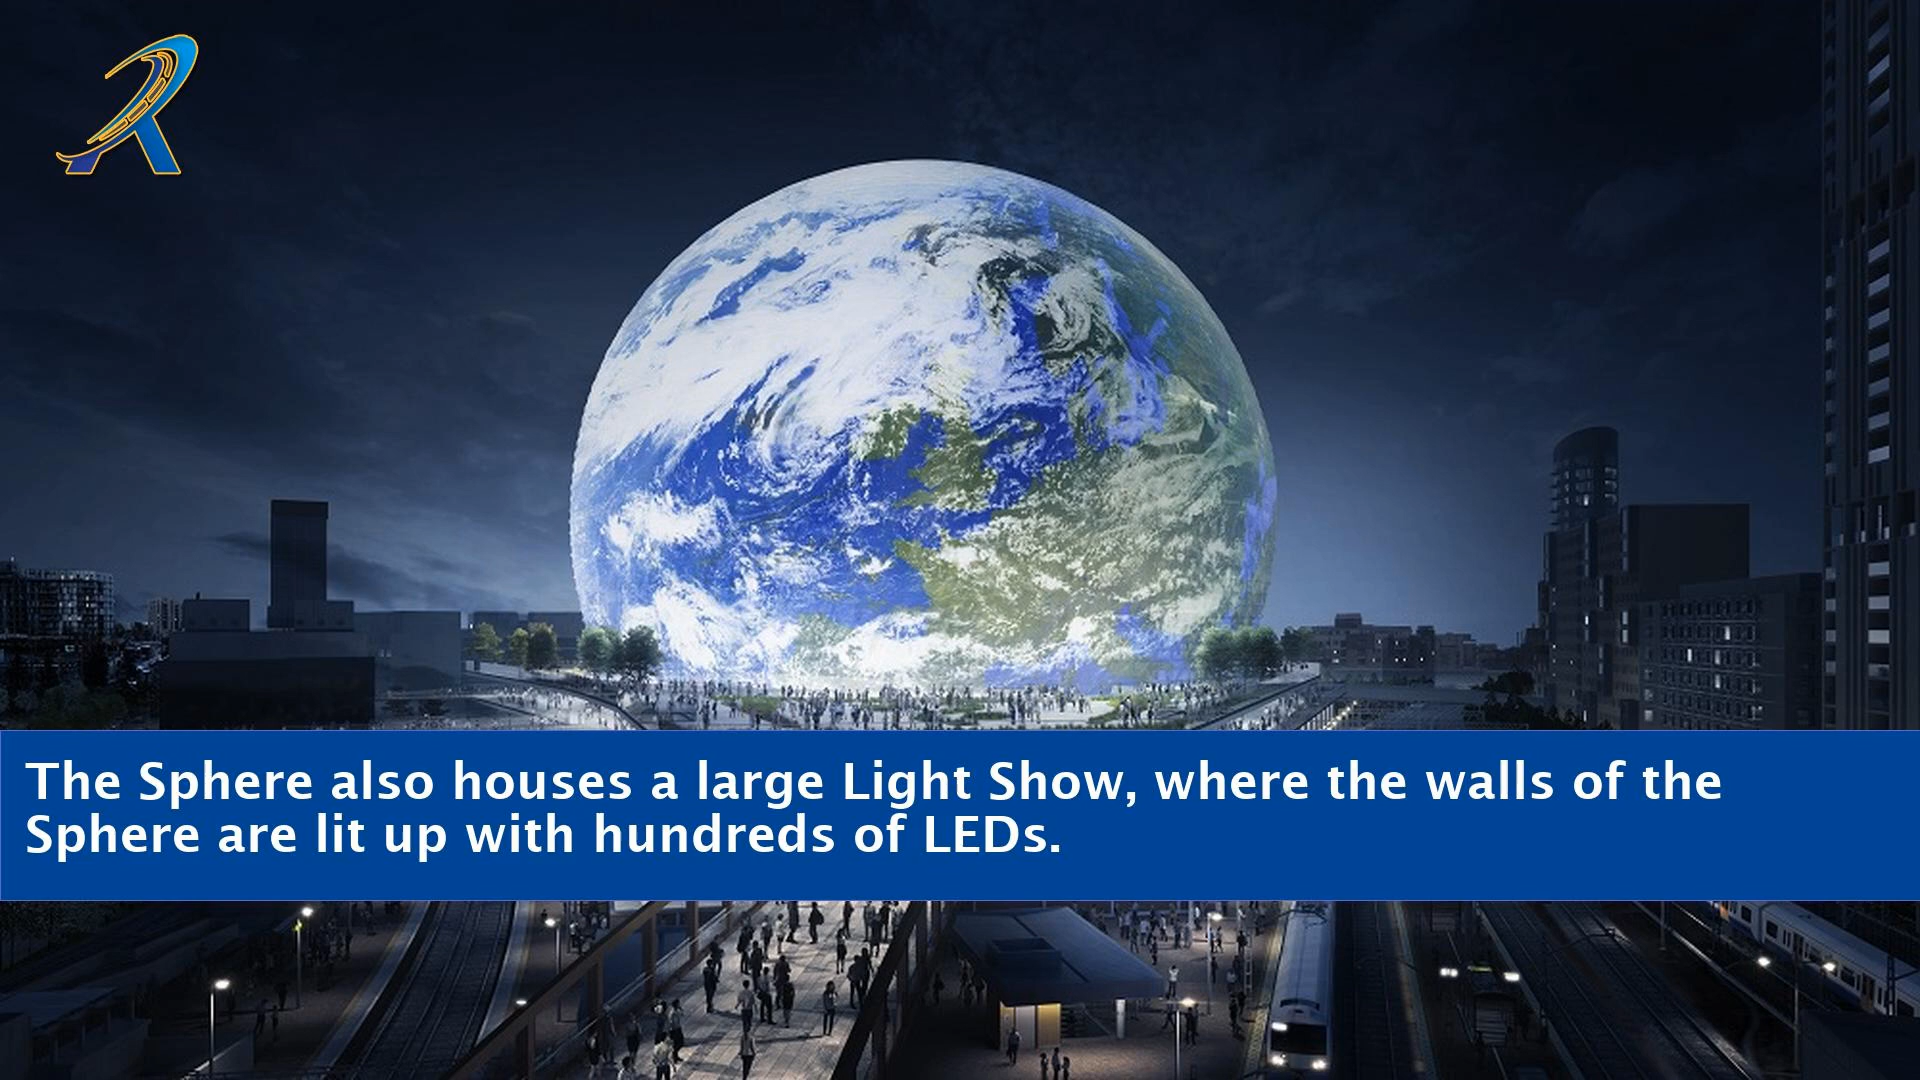 The Sphere also houses a large Light Show, where the walls of the
Sphere are lit up with hundreds of LEDs.